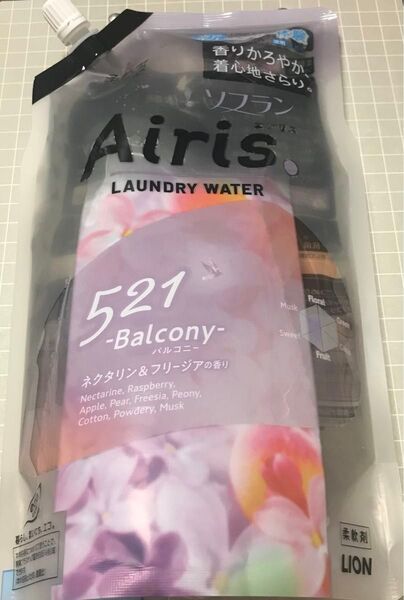 香りかろやか、
着心地さらり。
ソフラン
エアリス
Airis.
LAUNDRY WATER
521
-Balcony-
バルコニー
ネクタリン&フリージアの香り
Nectarine, Raspberry,
Apple, Pear, Freesia, Peony,
Cotton, Powdery, Musk
Floral
Musk
Green
Sweet
Fruit
柔軟剤
LION